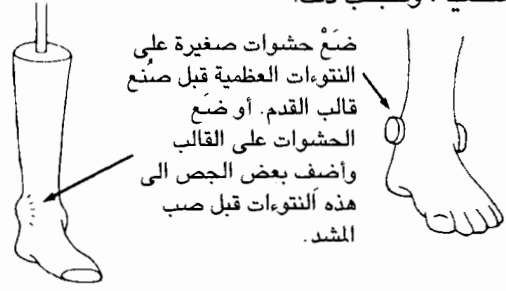 ضَعْ حشوات صغيرة على
النتوءات العظمية قبل صُنع
قالب القدم. أو ضَع
الحشوات على القالب
وأضف بعض الجص الى
هذه النتوءات قبل صب
المشد.